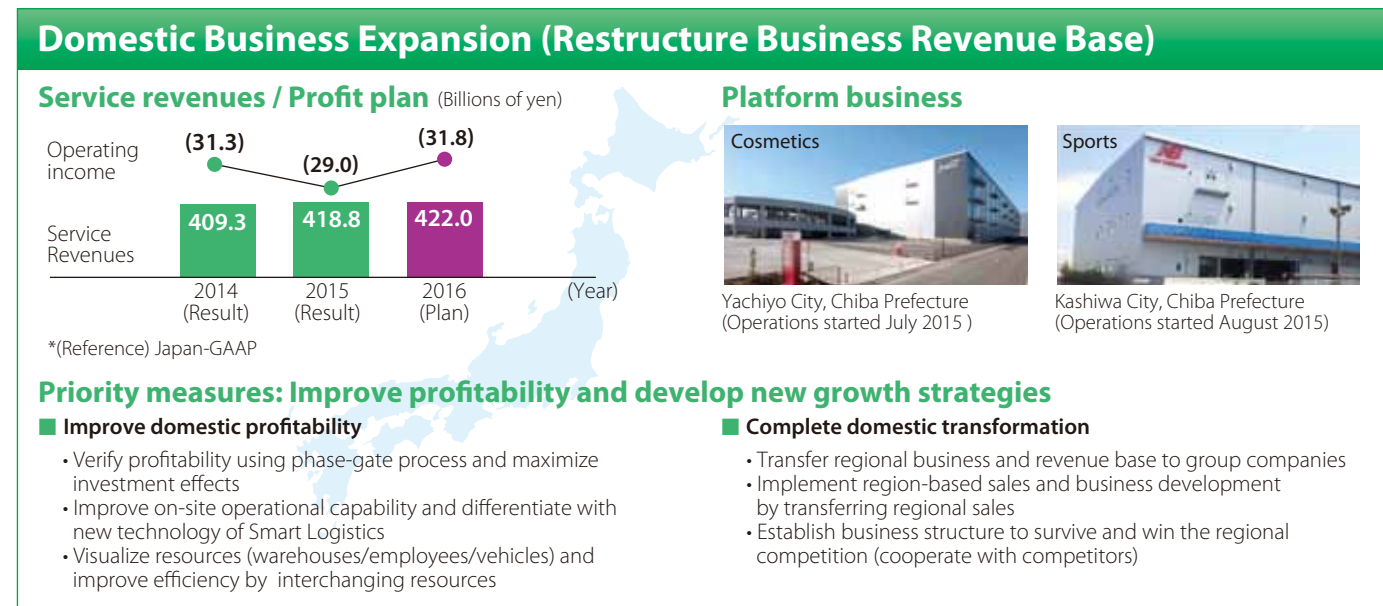 Domestic Business Expansion (Restructure Business Revenue Base)
Service revenues / Profit plan (Billions of yen)
Operating
income
(31.3)
(29.0)
(31.8)
Service
Revenues
409.3
418.8
422.0
2014
(Result)
2015
(Result)
2016
(Plan)
(Year)
*(Reference) Japan-GAAP
Platform business
Cosmetics
Yachiyo City, Chiba Prefecture
(Operations started July 2015 )
Sports
Kashiwa City, Chiba Prefecture
(Operations started August 2015)
Priority measures: Improve profitability and develop new growth strategies
■ Improve domestic profitability
• Verify profitability using phase-gate process and maximize
investment effects
• Improve on-site operational capability and differentiate with
new technology of Smart Logistics
• Visualize resources (warehouses/employees/vehicles) and
improve efficiency by interchanging resources
■ Complete domestic transformation
• Transfer regional business and revenue base to group companies
• Implement region-based sales and business development
by transferring regional sales
• Establish business structure to survive and win the regional
competition (cooperate with competitors)